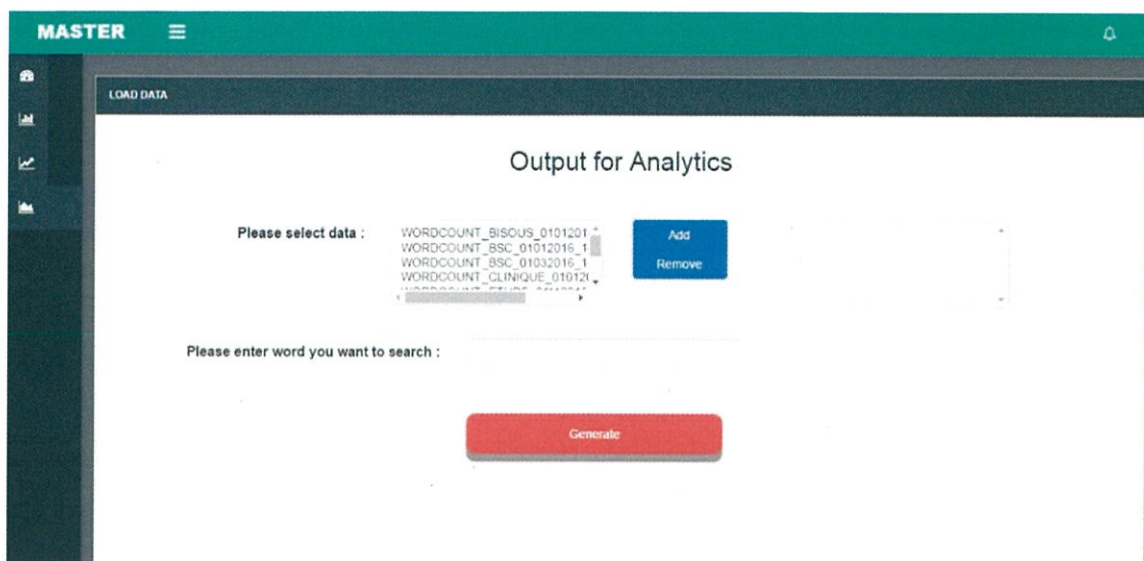 MASTER
LOAD DATA
Output for Analytics
Please select data :
WORDCOUNT_BISOUS_0101201
WORDCOUNT_BSC_01012016_1
WORDCOUNT_BSC_01032016_1
WORDCOUNT_CLINIQUE_010120
Add
Remove
Please enter word you want to search :
Generate